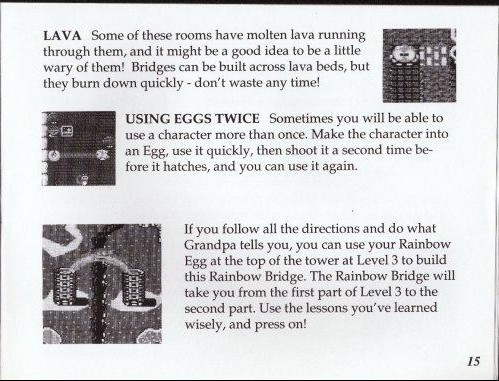 LAVA Some of these rooms have molten lava running
through them, and it might be a good idea to be a little
wary of them! Bridges can be built across lava beds, but
they burn down quickly - don't waste any time!
USING EGGS TWICE Sometimes you will be able to
use a character more than once. Make the character into
an Egg, use it quickly, then shoot it a second time be-
fore it hatches, and you can use it again.
If you follow all the directions and do what
Grandpa tells you, you can use your Rainbow
Egg at the top of the tower at Level 3 to build
this Rainbow Bridge. The Rainbow Bridge will
take you from the first part of Level 3 to the
second part. Use the lessons you've learned
wisely, and press on!
15